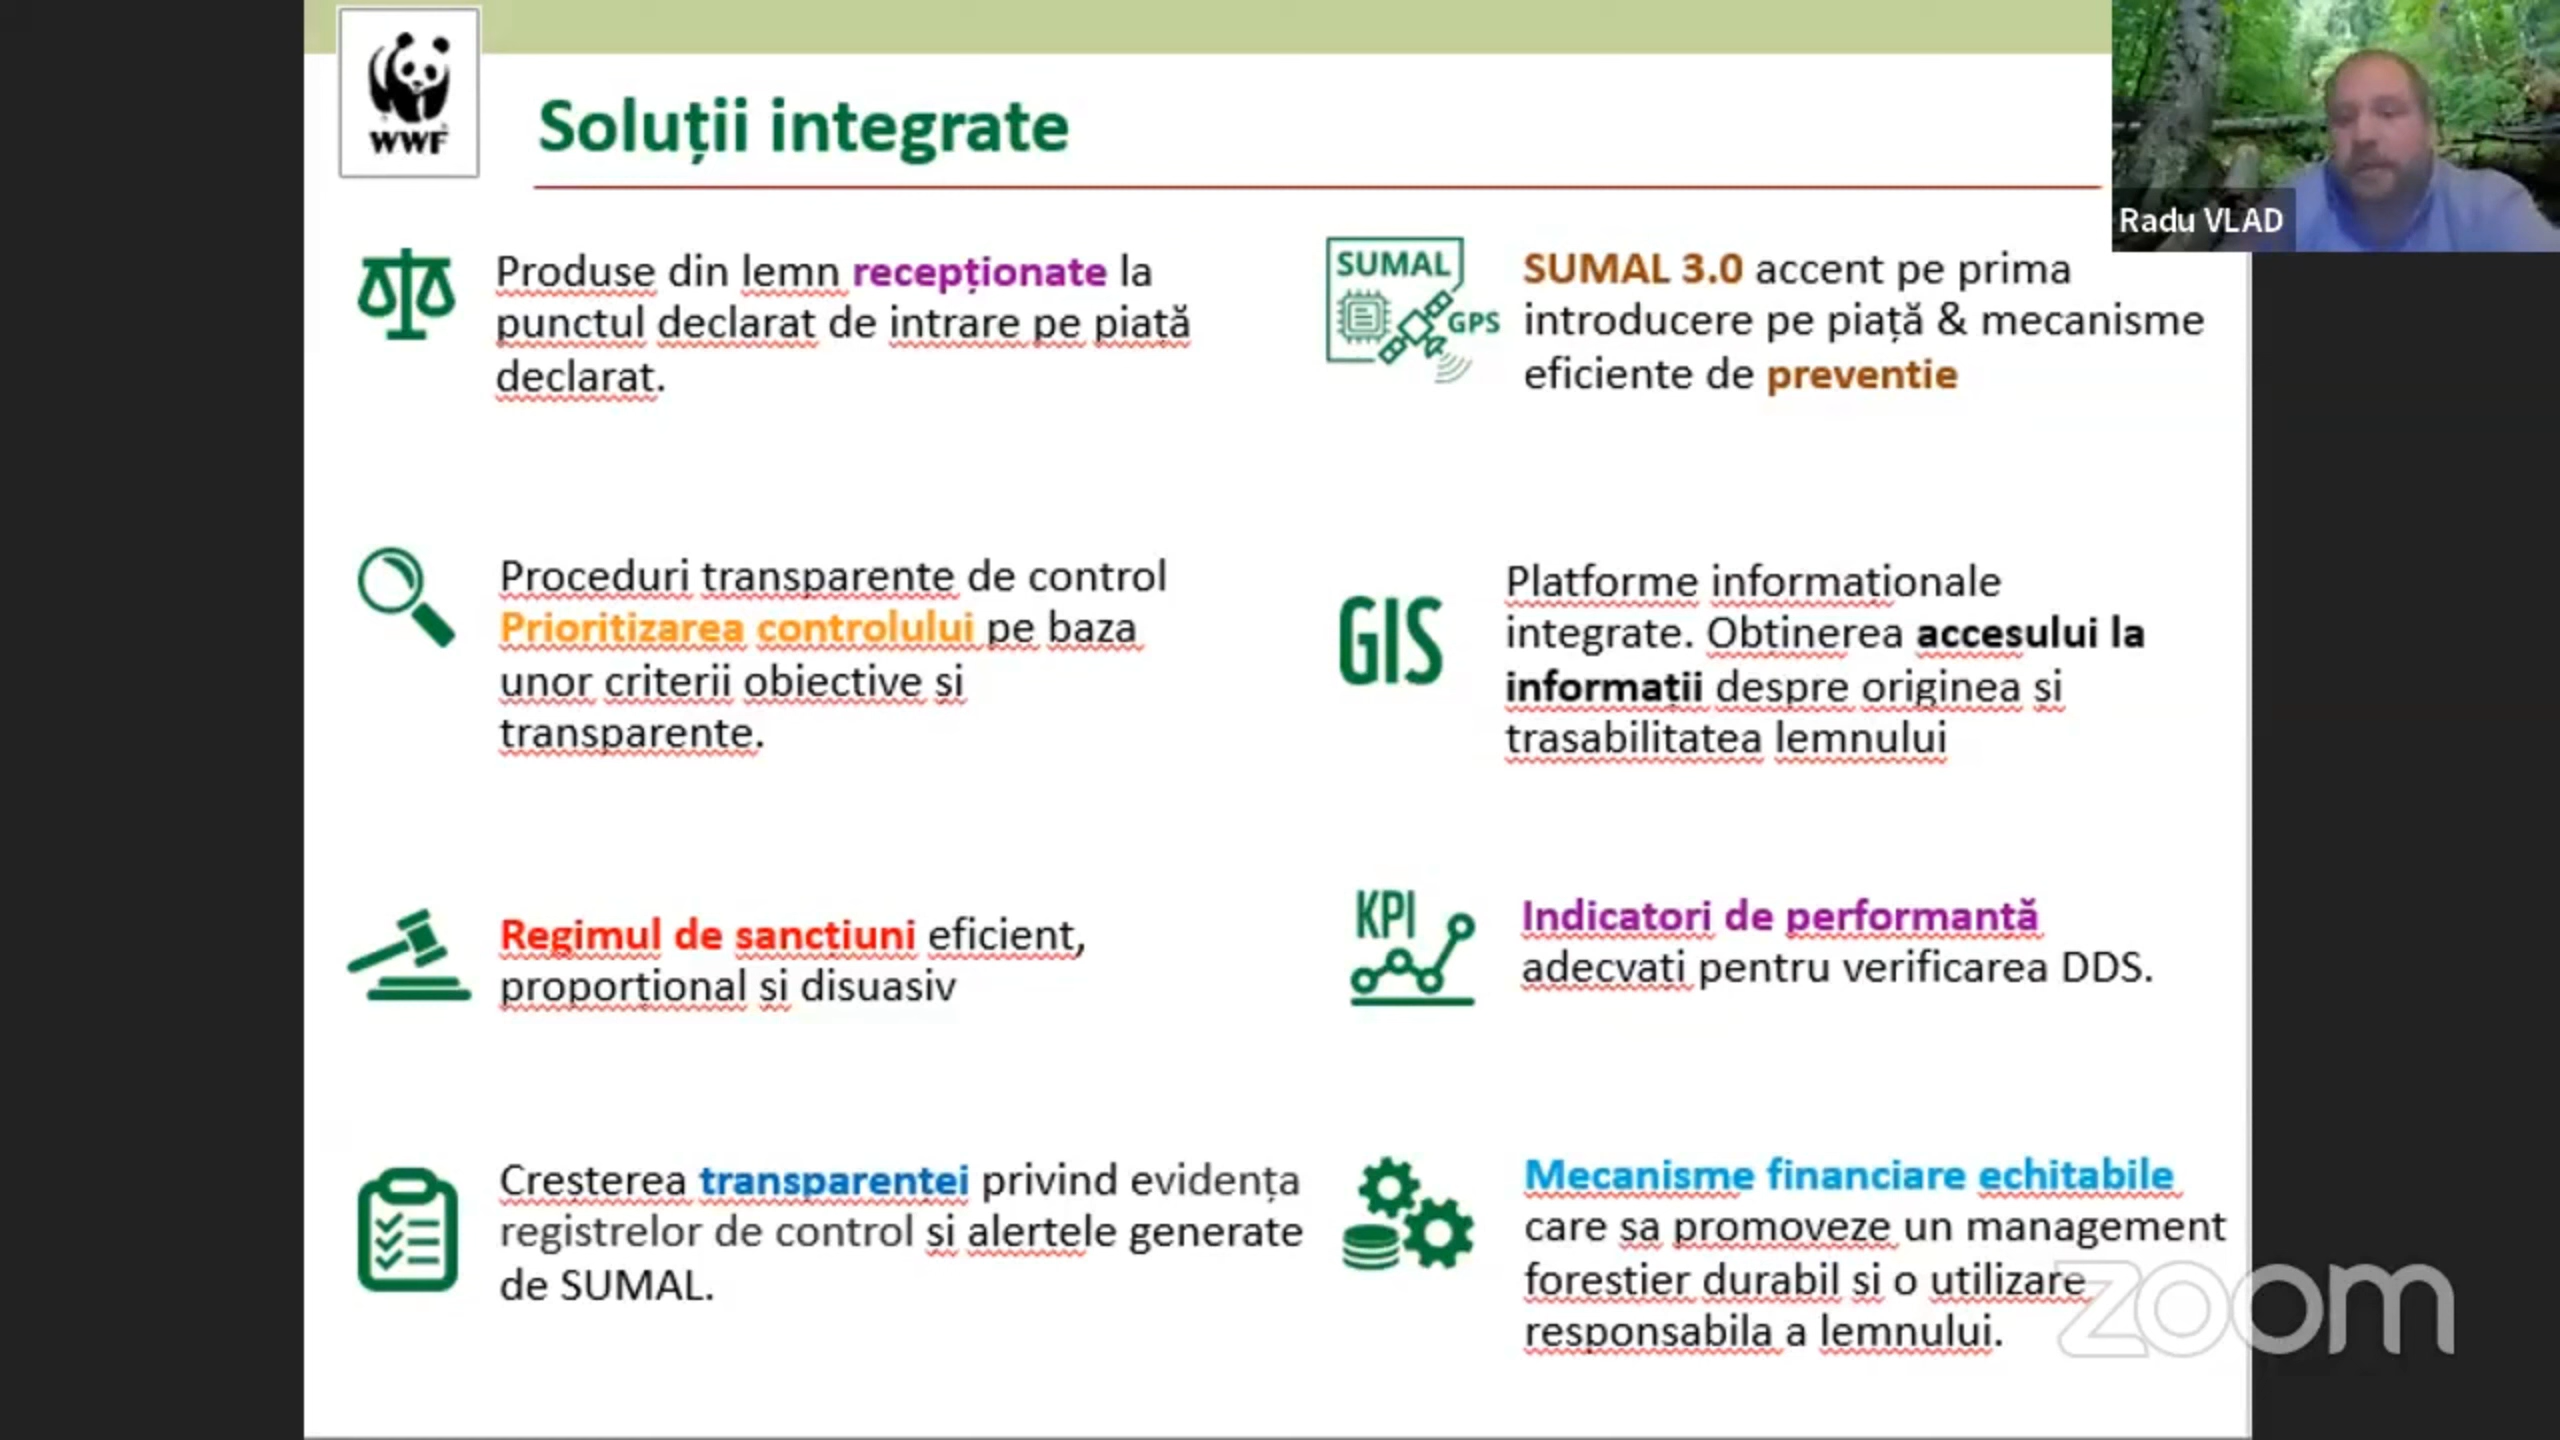 WWF
Soluții integrate
Radu VLAD
Produse din lemn recepționate la
punctul declarat de intrare pe piață
declarat.
SUMAL
GPS
SUMAL 3.0 accent pe prima
introducere pe piață & mecanisme
eficiente de preventie
Proceduri transparente de control
Prioritizarea controlului pe baza
unor criterii obiective si
transparente.
GIS
Platforme informaționale
integrate. Obtinerea accesului la
informații despre originea si
trasabilitatea lemnului
Regimul de sancțiuni eficient,
proporțional si disuasiv
KPI
Indicatori de performantă
adecvați pentru verificarea DDS.
Cresterea transparentei privind evidența
registrelor de control si alertele generate
de SUMAL.
Mecanisme financiare echitabile
care sa promoveze un management
forestier durabil si o utilizare
responsabila a lemnului.
zoom